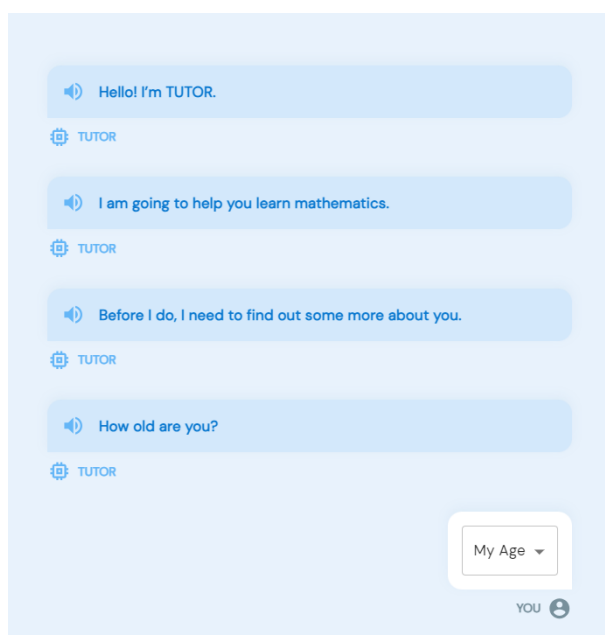 Hello! I'm TUTOR.
TUTOR
I am going to help you learn mathematics.
TUTOR
Before I do, I need to find out some more about you.
TUTOR
How old are you?
TUTOR
My Age
YOU